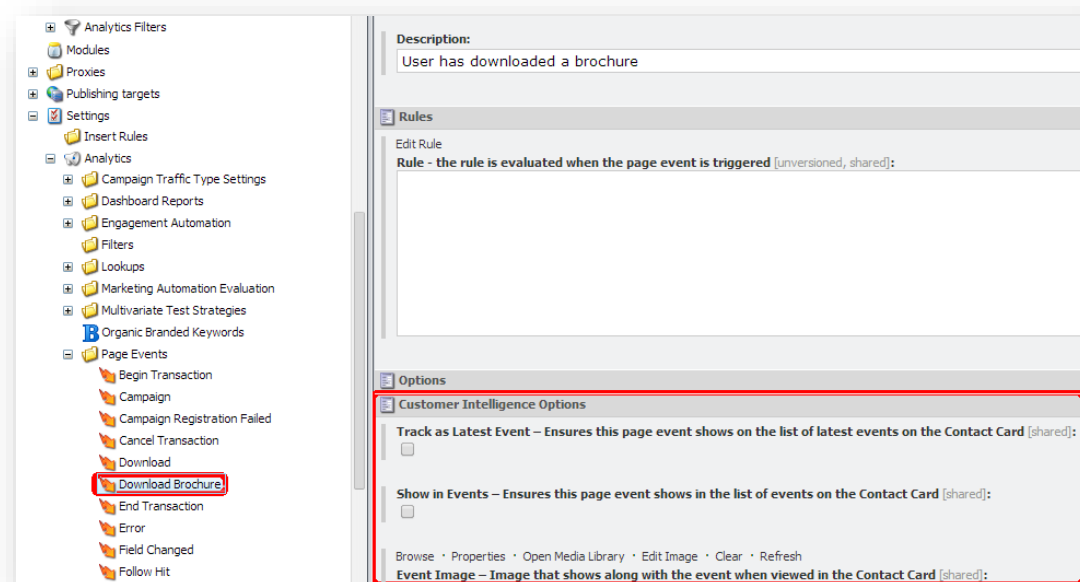 Analytics Filters
Modules
Proxies
Publishing targets
Settings
Insert Rules
Analytics
Campaign Traffic Type Settings
Dashboard Reports
Engagement Automation
Filters
Lookups
Marketing Automation Evaluation
Multivariate Test Strategies
B Organic Branded Keywords
Page Events
Begin Transaction
Campaign
Campaign Registration Failed
Cancel Transaction
Download
Download Brochure
End Transaction
Error
Field Changed
Follow Hit
Description:
User has downloaded a brochure
Rules
Edit Rule
Rule - the rule is evaluated when the page event is triggered [unversioned, shared]:
Options
Customer Intelligence Options
Track as Latest Event – Ensures this page event shows on the list of latest events on the Contact Card [shared]:
Show in Events – Ensures this page event shows in the list of events on the Contact Card [shared]:
Browse · Properties · Open Media Library · Edit Image · Clear · Refresh
Event Image – Image that shows along with the event when viewed in the Contact Card [shared]: